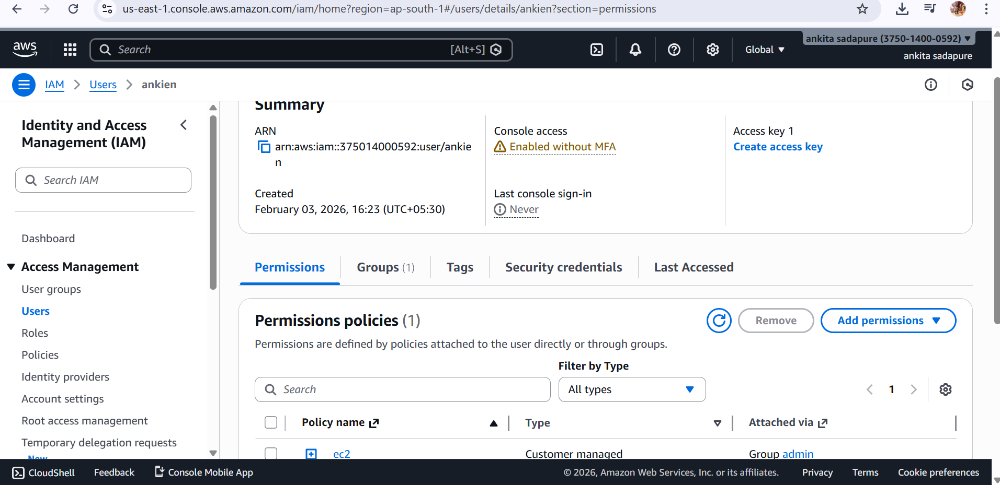 us-east-1.console.aws.amazon.com/iam/home?region=ap-south-1#/users/details/ankien?section=permissions
aws
Search
[Alt+S]
Global
ankita sadapure (3750-1400-0592)
ankita sadapure
IAM
Users
ankien
Identity and Access
Management (IAM)
Search IAM
Dashboard
Access Management
User groups
Users
Roles
Policies
Identity providers
Account settings
Root access management
Temporary delegation requests
New
Summary
ARN
arn:aws:iam::375014000592:user/ankie
n
Created
February 03, 2026, 16:23 (UTC+05:30)
Console access
Enabled without MFA
Last console sign-in
Never
Access key 1
Create access key
Permissions
Groups (1)
Tags
Security credentials
Last Accessed
Permissions policies (1)
Remove
Add permissions
Permissions are defined by policies attached to the user directly or through groups.
Filter by Type
Search
All types
1
Policy name
Type
Attached via
ec2
Customer managed
Group admin
CloudShell
Feedback
Console Mobile App
© 2026, Amazon Web Services, Inc. or its affiliates.
Privacy
Terms
Cookie preferences